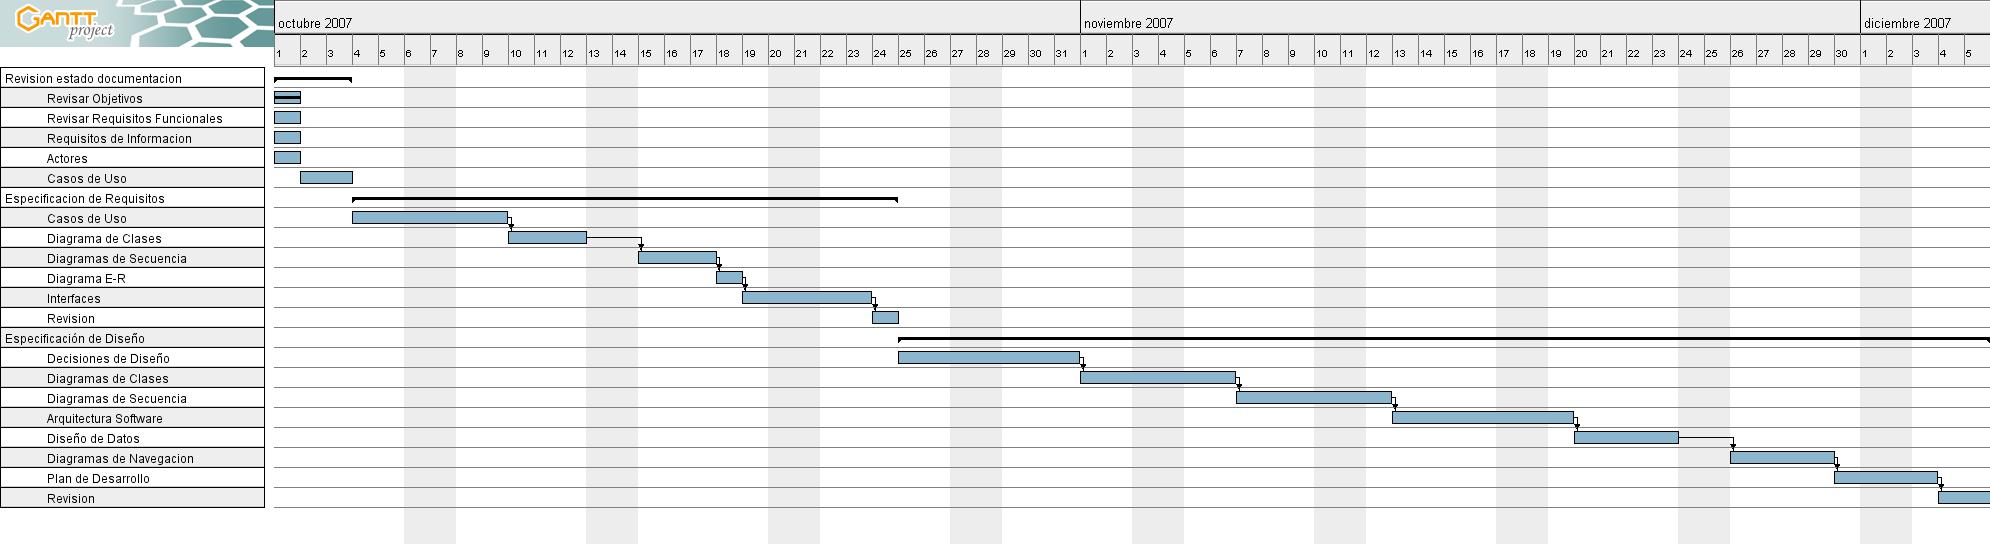 GANTT
project
octubre 2007 noviembre 2007 diciembre 2007
1 2 3 4 5 6 7 8 9 10 11 12 13 14 15 16 17 18 19 20 21 22 23 24 25 26 27 28 29 30 31 1 2 3 4 5 6 7 8 9 10 11 12 13 14 15 16 17 18 19 20 21 22 23 24 25 26 27 28 29 30 1 2 3 4 5
Revision estado documentacion
Revisar Objetivos
Revisar Requisitos Funcionales
Requisitos de Informacion
Actores
Casos de Uso
Especificacion de Requisitos
Casos de Uso
Diagrama de Clases
Diagramas de Secuencia
Diagrama E-R
Interfaces
Revision
Especificación de Diseño
Decisiones de Diseño
Diagramas de Clases
Diagramas de Secuencia
Arquitectura Software
Diseño de Datos
Diagramas de Navegacion
Plan de Desarrollo
Revision